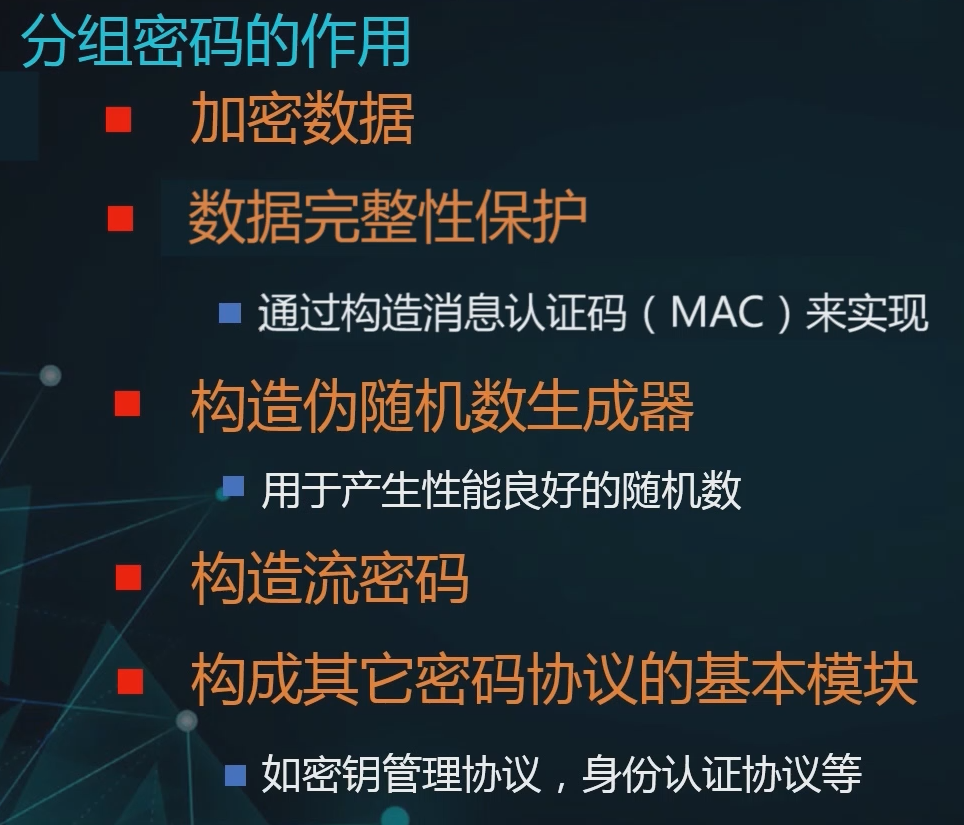 分组密码的作用
加密数据
数据完整性保护
通过构造消息认证码（MAC）来实现
构造伪随机数生成器
用于产生性能良好的随机数
构造流密码
构成其它密码协议的基本模块
如密钥管理协议，身份认证协议等